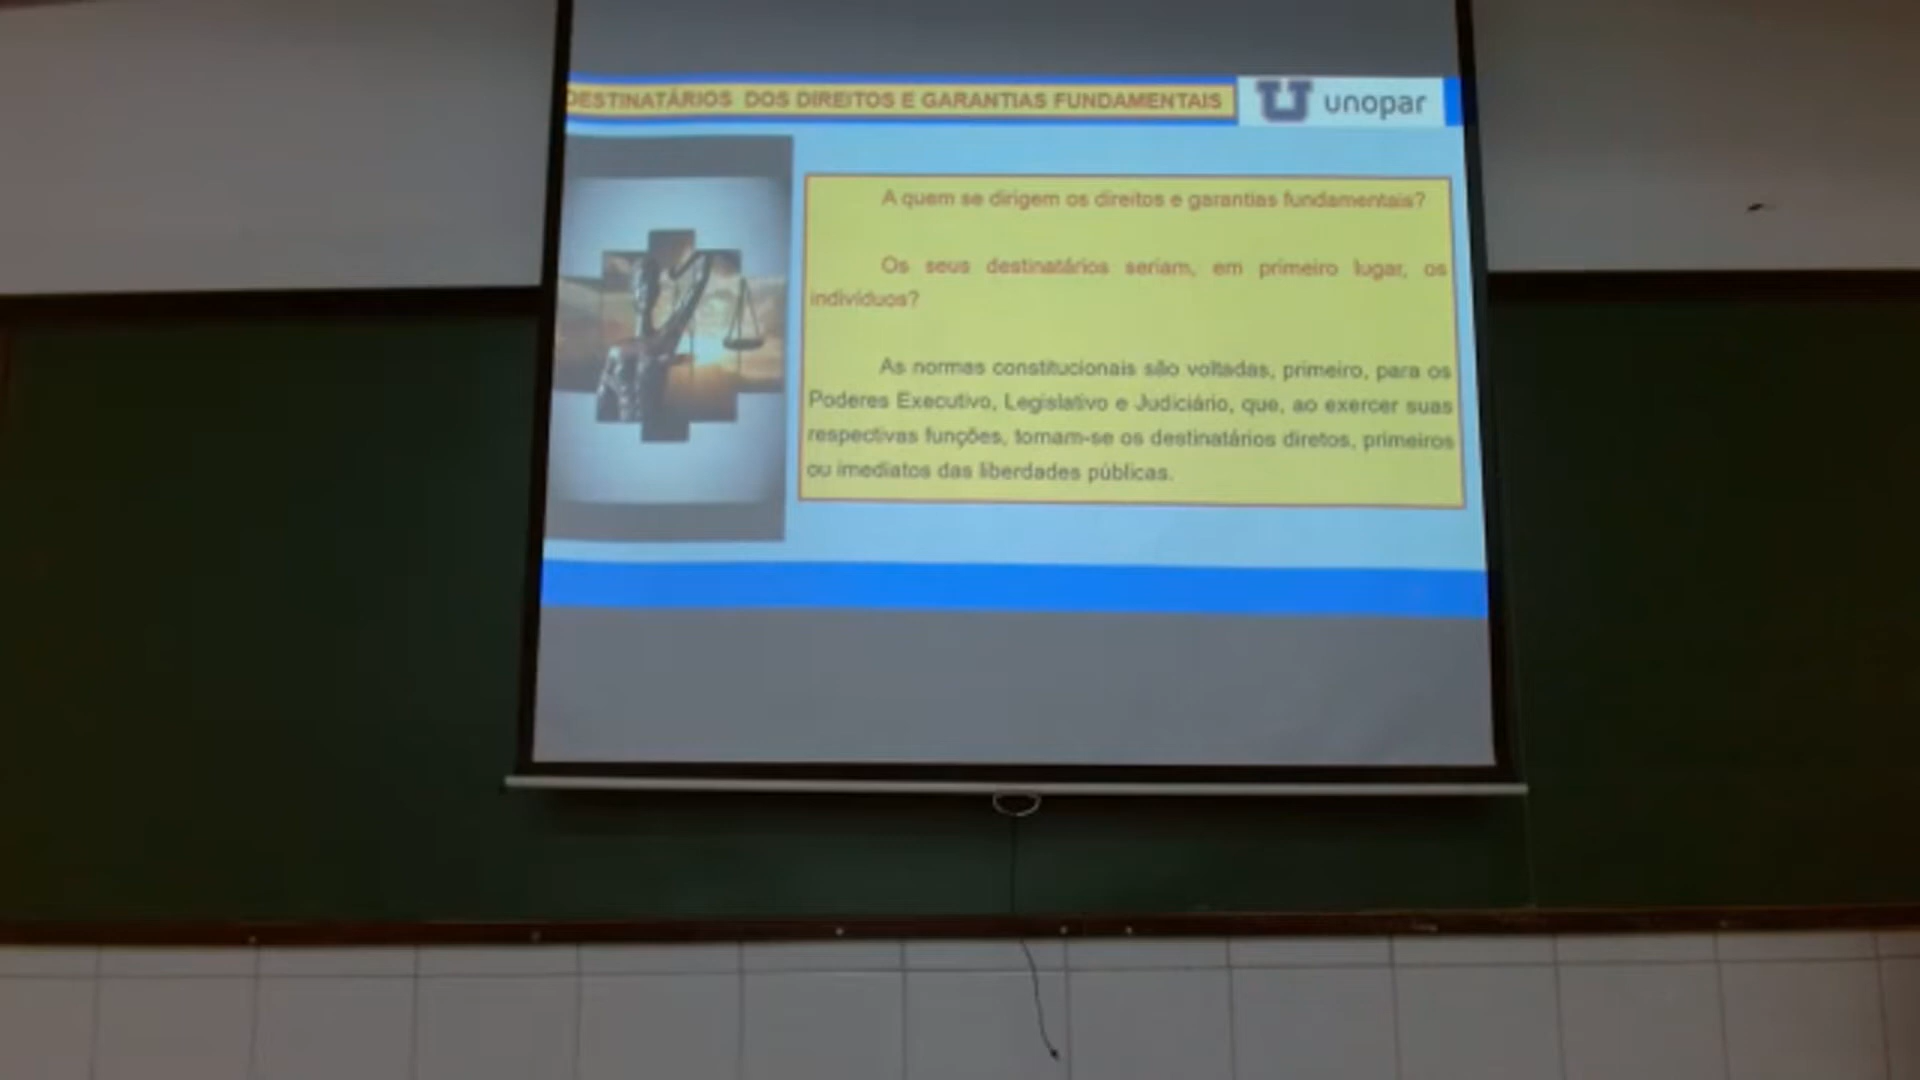 DESTINATÁRIOS DOS DIREITOS E GARANTIAS FUNDAMENTAIS
unopar
A quem se dirigem os direitos e garantias fundamentais?
Os seus destinatários seriam, em primeiro lugar, os
indivíduos?
As normas constitucionais são voltadas, primeiro, para os
Poderes Executivo, Legislativo e Judiciário, que, ao exercer suas
respectivas funções, tornam-se os destinatários diretos, primeiros
ou imediatos das liberdades públicas.